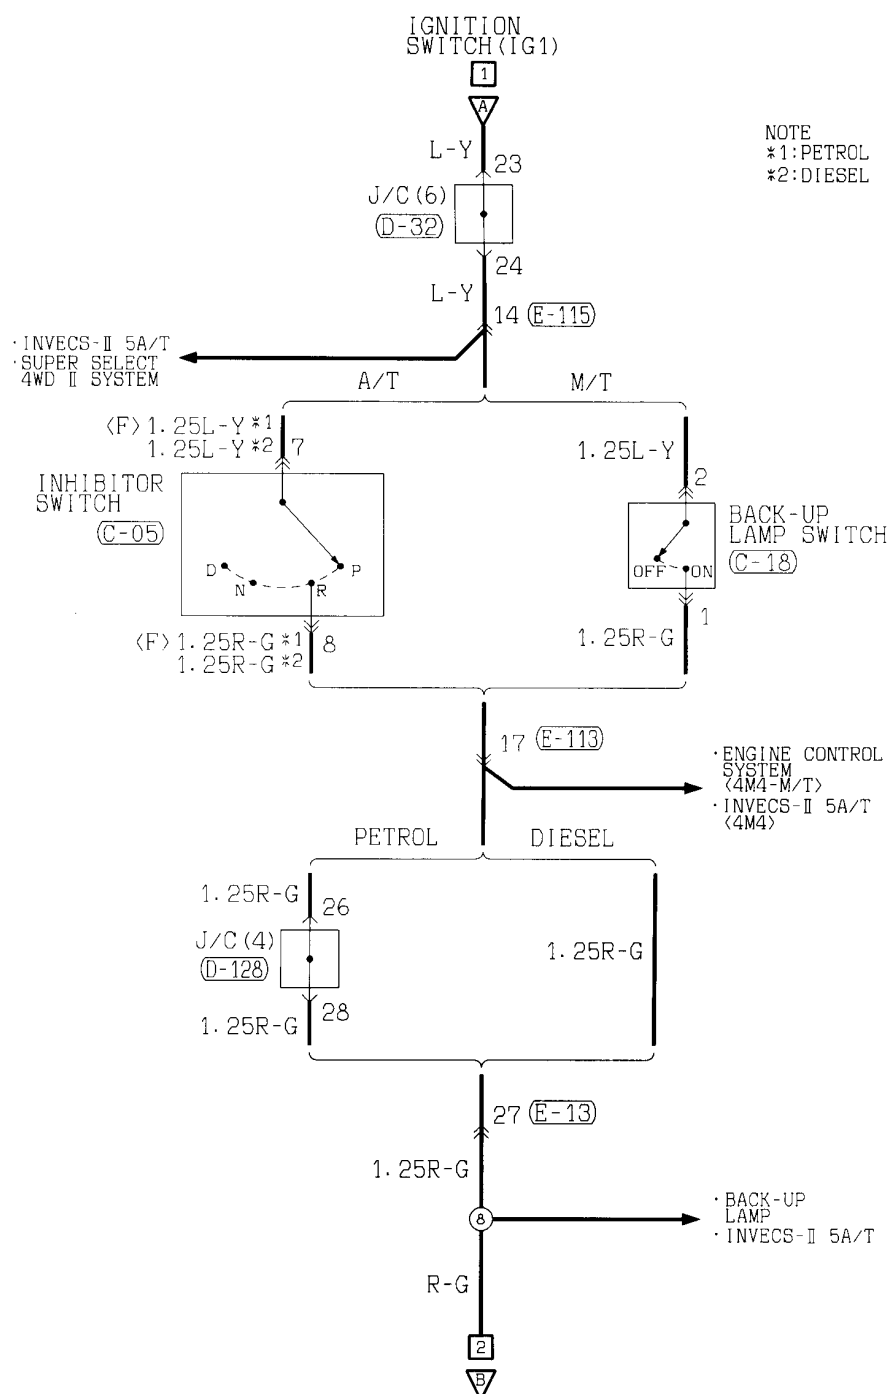 IGNITION
SWITCH(IG1)
1
A
NOTE
*1:PETROL
*2:DIESEL
L-Y
23
J/C(6)
D-32
24
L-Y
14 E-115
·INVECS-Ⅱ 5A/T
·SUPER SELECT
4WD Ⅱ SYSTEM
A/T
M/T
<F>1.25L-Y*1
1.25L-Y*2
7
1.25L-Y
2
INHIBITOR
SWITCH
C-05
D
N
R
P
BACK-UP
LAMP SWITCH
C-18
OFF
ON
<F>1.25R-G*1
1.25R-G*2
8
1
1.25R-G
17 E-113
·ENGINE CONTROL
SYSTEM
<4M4-M/T>
·INVECS-Ⅱ 5A/T
<4M4>
PETROL
DIESEL
1.25R-G
26
J/C(4)
D-128
28
1.25R-G
1.25R-G
27 E-13
1.25R-G
8
·BACK-UP
LAMP
·INVECS-Ⅱ 5A/T
R-G
2
B